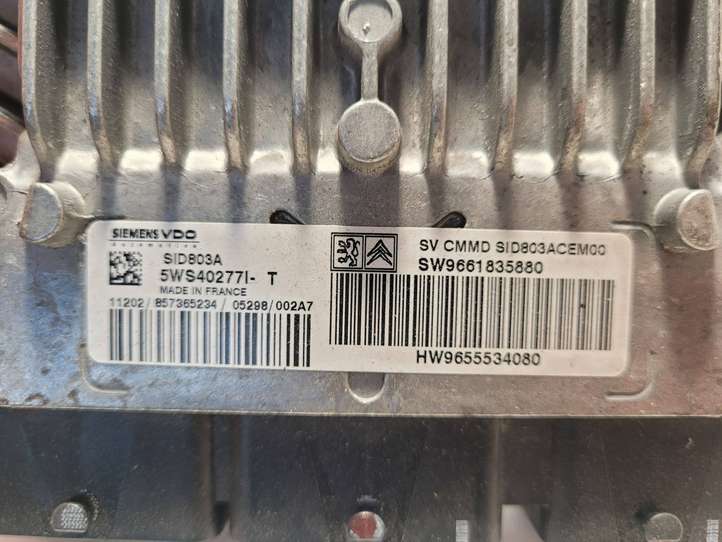 SIEMENS VDO
Automotive
SID803A
5WS40277I- T
MADE IN FRANCE
11202/857365234/05298/002A7
SV CMMD SID803ACEM00
SW9661835880
HW9655534080